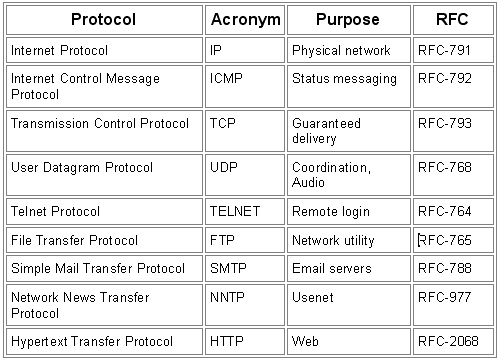 Protocol Acronym Purpose RFC
Internet Protocol IP Physical network RFC-791
Internet Control Message Protocol ICMP Status messaging RFC-792
Transmission Control Protocol TCP Guaranteed delivery RFC-793
User Datagram Protocol UDP Coordination, Audio RFC-768
Telnet Protocol TELNET Remote login RFC-764
File Transfer Protocol FTP Network utility RFC-765
Simple Mail Transfer Protocol SMTP Email servers RFC-788
Network News Transfer Protocol NNTP Usenet RFC-977
Hypertext Transfer Protocol HTTP Web RFC-2068